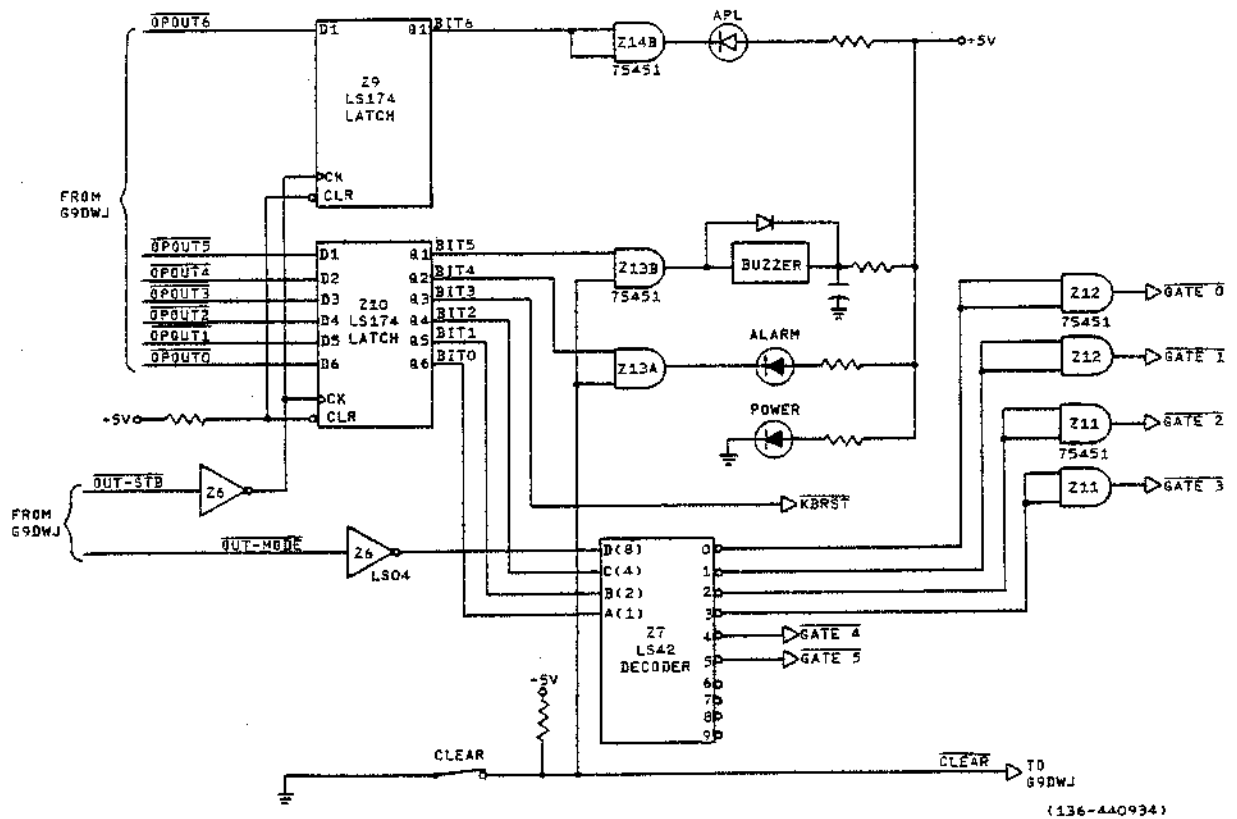 OPOUT6
D1
Q1
BIT6
Z9
LS174
LATCH
CK
CLR
Z14B
75451
APL
+5V
FROM
G9DWJ
OPOUT5
OPOUT4
OPOUT3
OPOUT2
OPOUT1
OPOUT0
D1
D2
D3
D4
D5
D6
Z10
LS174
LATCH
Q1
Q2
Q3
Q4
Q5
Q6
BIT5
BIT4
BIT3
BIT2
BIT1
BIT0
CK
CLR
+5V
Z13B
75451
BUZZER
Z13A
ALARM
POWER
Z12
75451
GATE 0
Z12
GATE 1
Z11
75451
GATE 2
Z11
GATE 3
OUT-STB
Z6
FROM
G9DWJ
OUT-MODE
Z6
LS04
KBRST
D(8)
C(4)
B(2)
A(1)
Z7
LS42
DECODER
0
1
2
3
4
5
6
7
8
9
GATE 4
GATE 5
+5V
CLEAR
CLEAR
TO
G9DWJ
(136-440934)